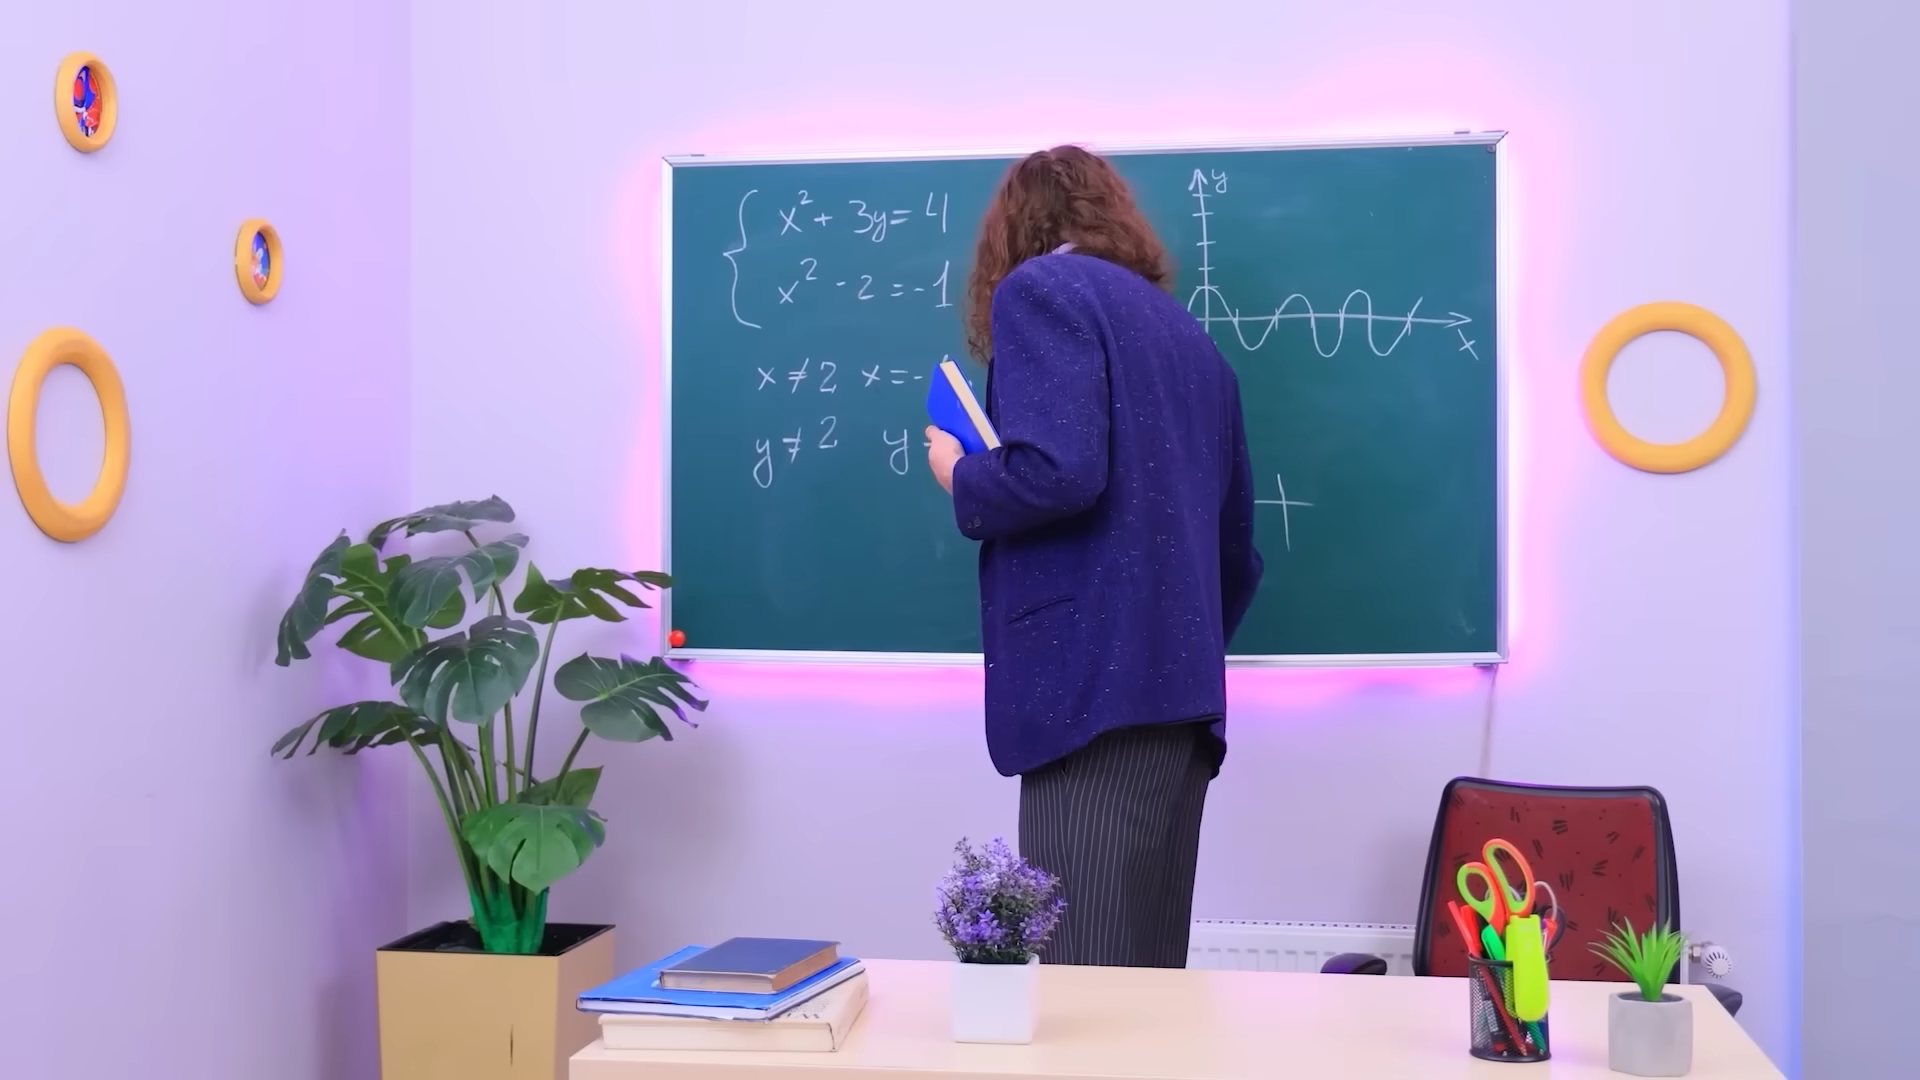 x² + 3y = 4
x² - 2 = -1
x ≠ 2 x = -
y ≠ 2 y
y
x